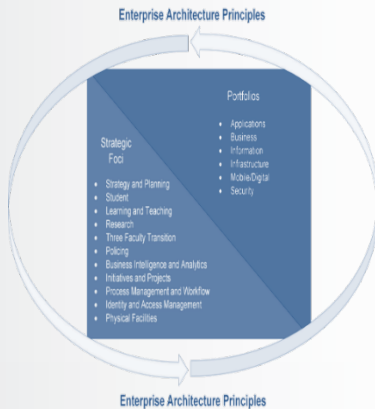 Enterprise Architecture Principles
Portfolios
• Applications
• Business
• Information
• Infrastructure
• Mobile/Digital
• Security
Strategic
Foci
• Strategy and Planning
• Student
• Learning and Teaching
• Research
• Three Faculty Transition
• Policing
• Business Intelligence and Analytics
• Initiatives and Projects
• Process Management and Workflow
• Identity and Access Management
• Physical Facilities
Enterprise Architecture Principles